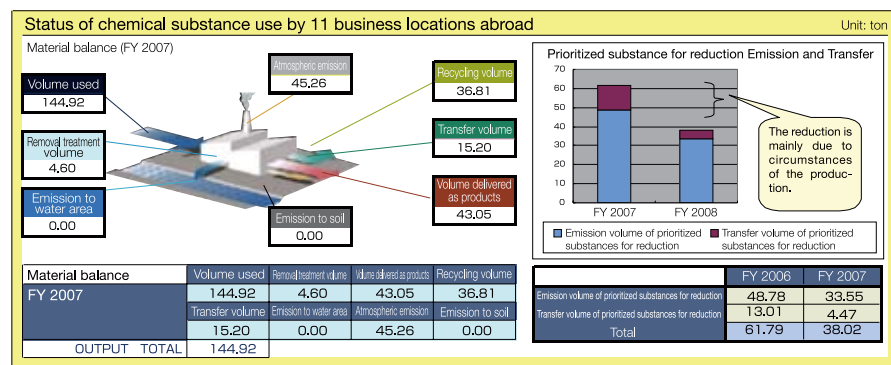 Status of chemical substance use by 11 business locations abroad
Unit: ton
Material balance (FY 2007)
Atmospheric emission
45.26
Recycling volume
36.81
Volume used
144.92
Transfer volume
15.20
Removal treatment
volume
4.60
Volume delivered
as products
43.05
Emission to
water area
0.00
Emission to soil
0.00
Prioritized substance for reduction Emission and Transfer
70
60
50
40
30
20
10
0
FY 2007 FY 2008
The reduction is
mainly due to
circumstances
of the produc-
tion.
Emission volume of prioritized
substances for reduction
Transfer volume of prioritized
substances for reduction
Material balance Volume used Removal treatment volume Volume delivered as products Recycling volume
FY 2007 144.92 4.60 43.05 36.81
Transfer volume Emission to water area Atmospheric emission Emission to soil
15.20 0.00 45.26 0.00
OUTPUT TOTAL 144.92
FY 2006 FY 2007
Emission volume of prioritized substances for reduction 48.78 33.55
Transfer volume of prioritized substances for reduction 13.01 4.47
Total 61.79 38.02